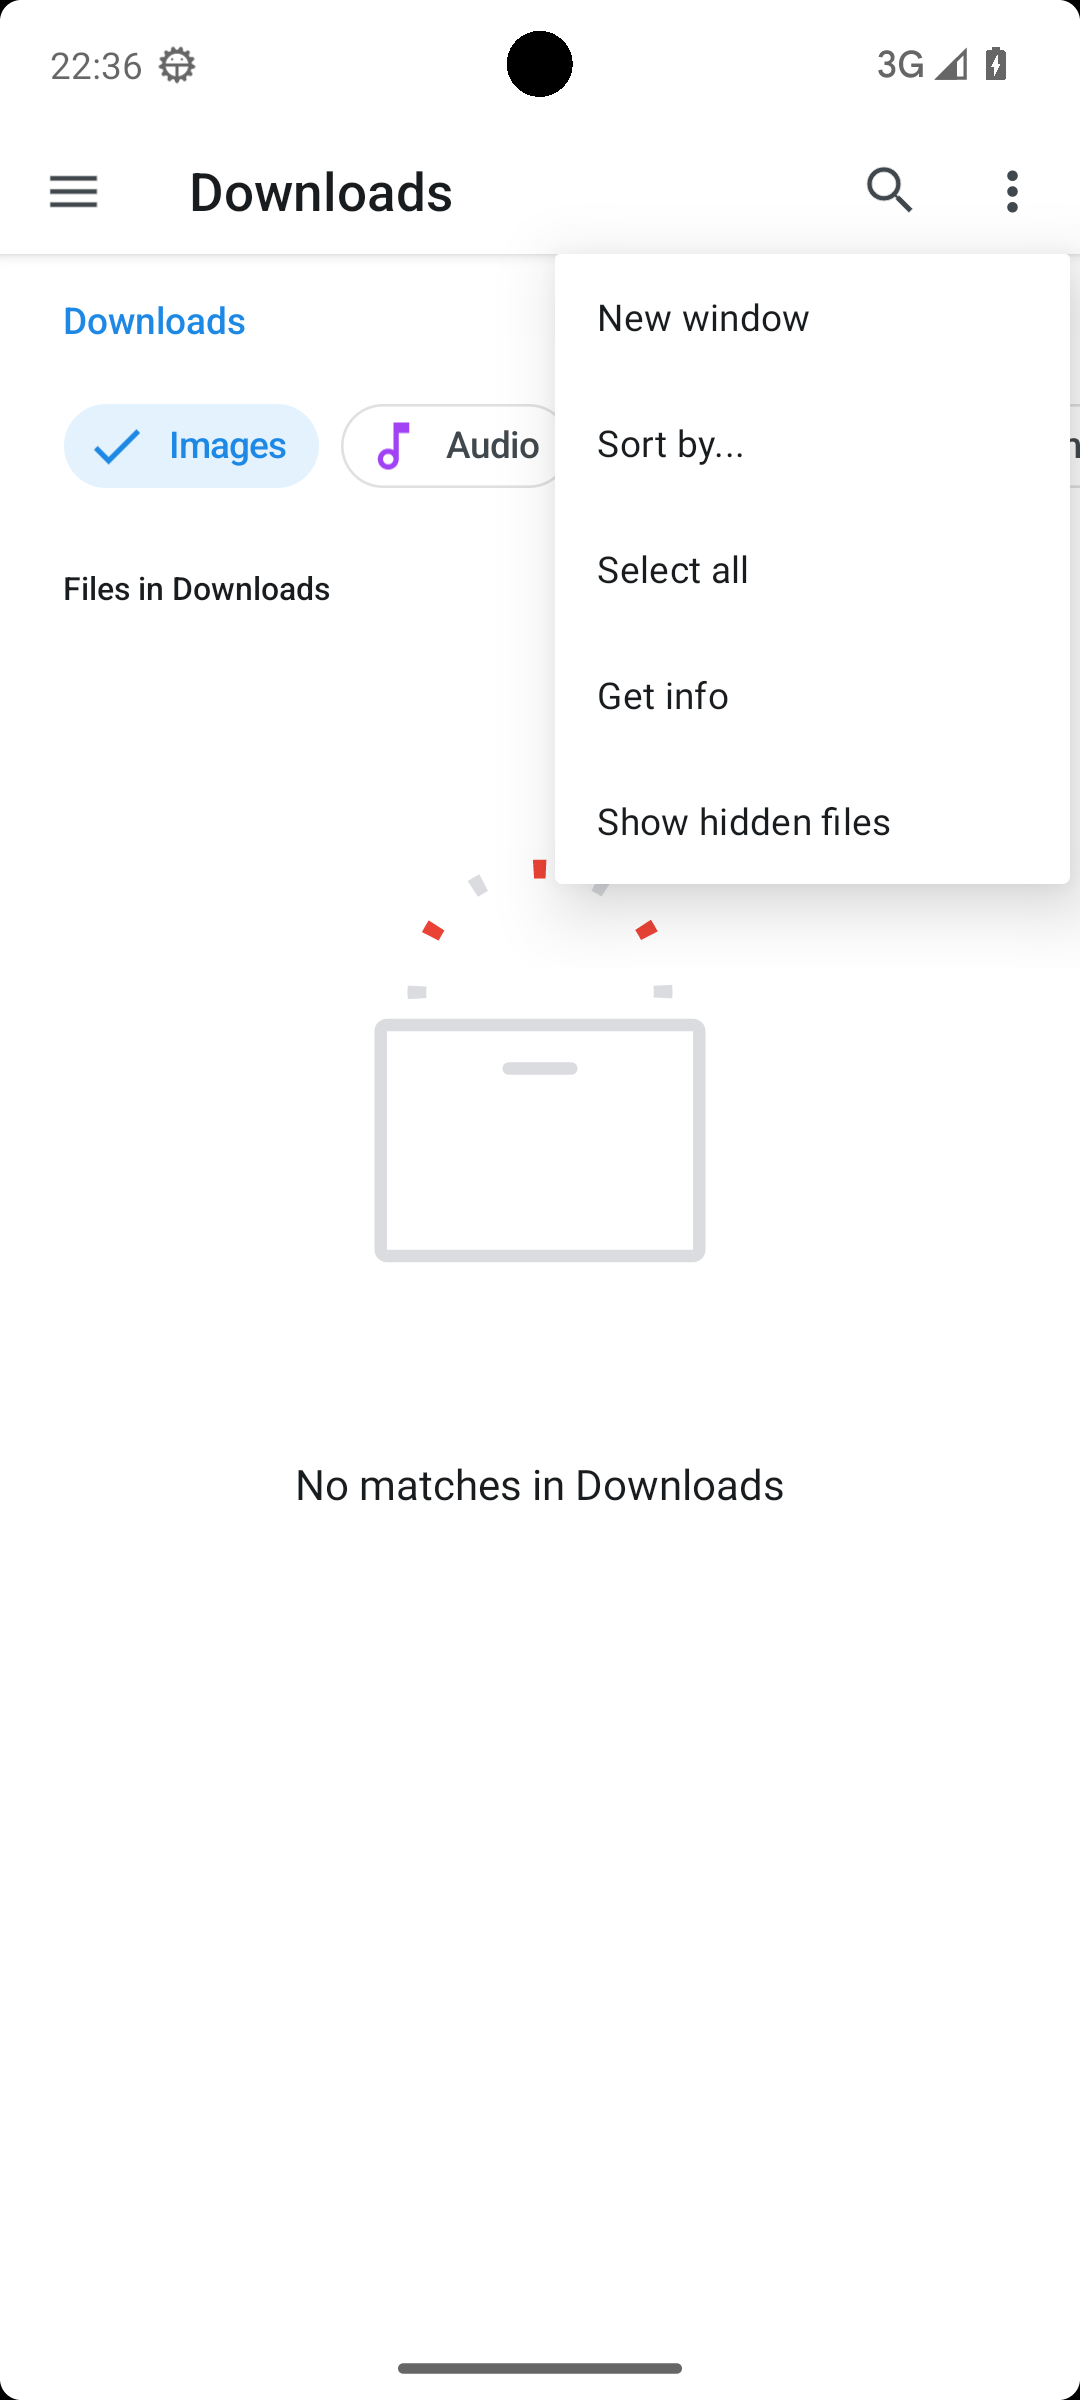 22:36
3G
Downloads
Downloads
New window
Images
Audio
Sort by...
Select all
Files in Downloads
Get info
Show hidden files
No matches in Downloads